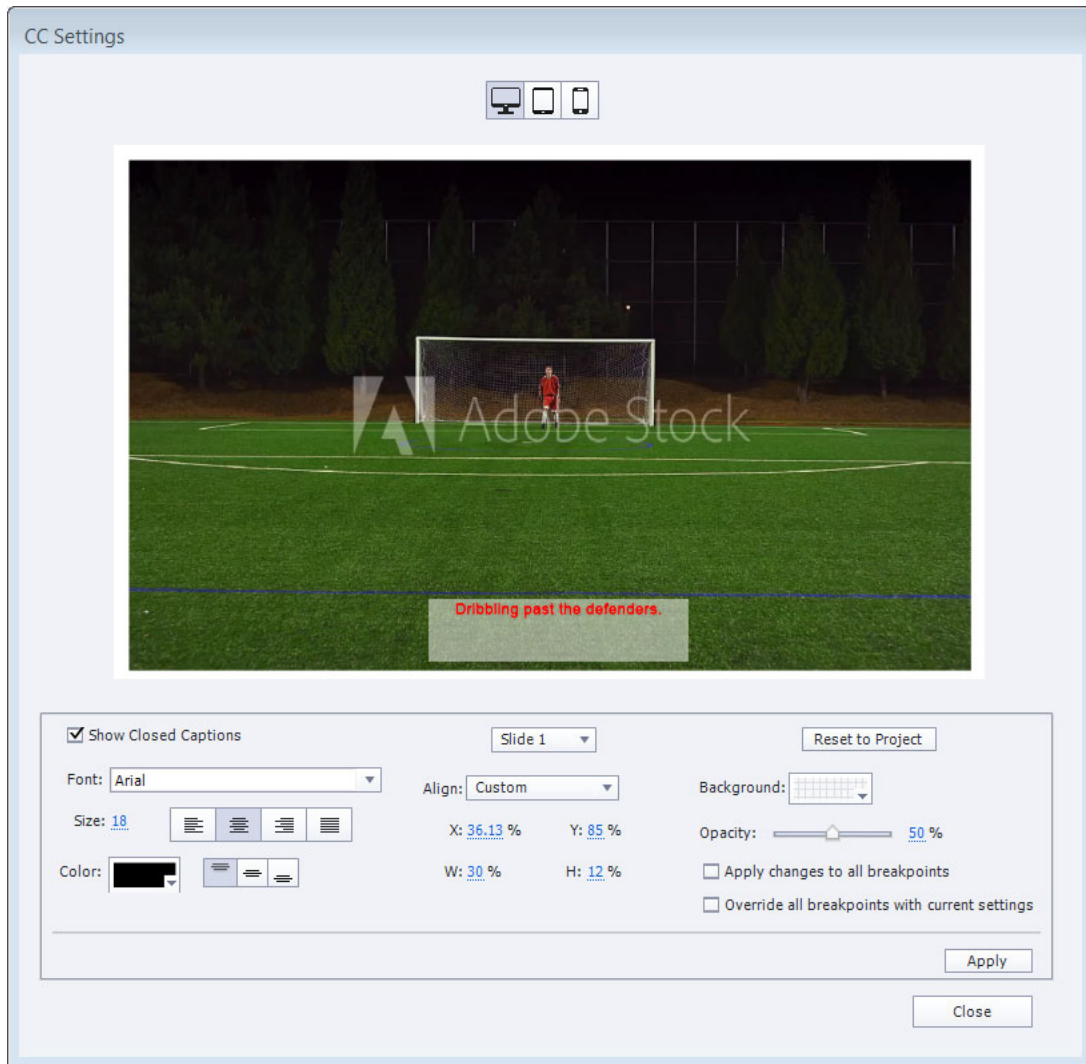 CC Settings
Adobe Stock
Dribbling past the defenders.
Show Closed Captions
Slide 1
Reset to Project
Font: Arial
Align: Custom
Background:
Size: 18
X: 36.13 %
Y: 85 %
Opacity: 50 %
Color:
W: 30 %
H: 12 %
Apply changes to all breakpoints
Override all breakpoints with current settings
Apply
Close